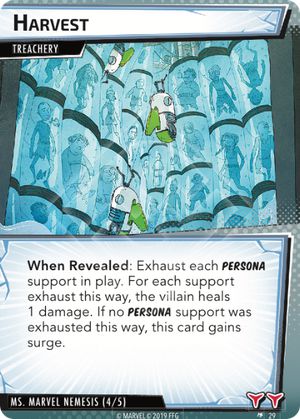 HARVEST
TREACHERY
When Revealed: Exhaust each PERSONA
support in play. For each support
exhaust this way, the villain heals
1 damage. If no PERSONA support was
exhausted this way, this card gains
surge.
MS. MARVEL NEMESIS (4/5)
© MARVEL © 2019 FFG
29